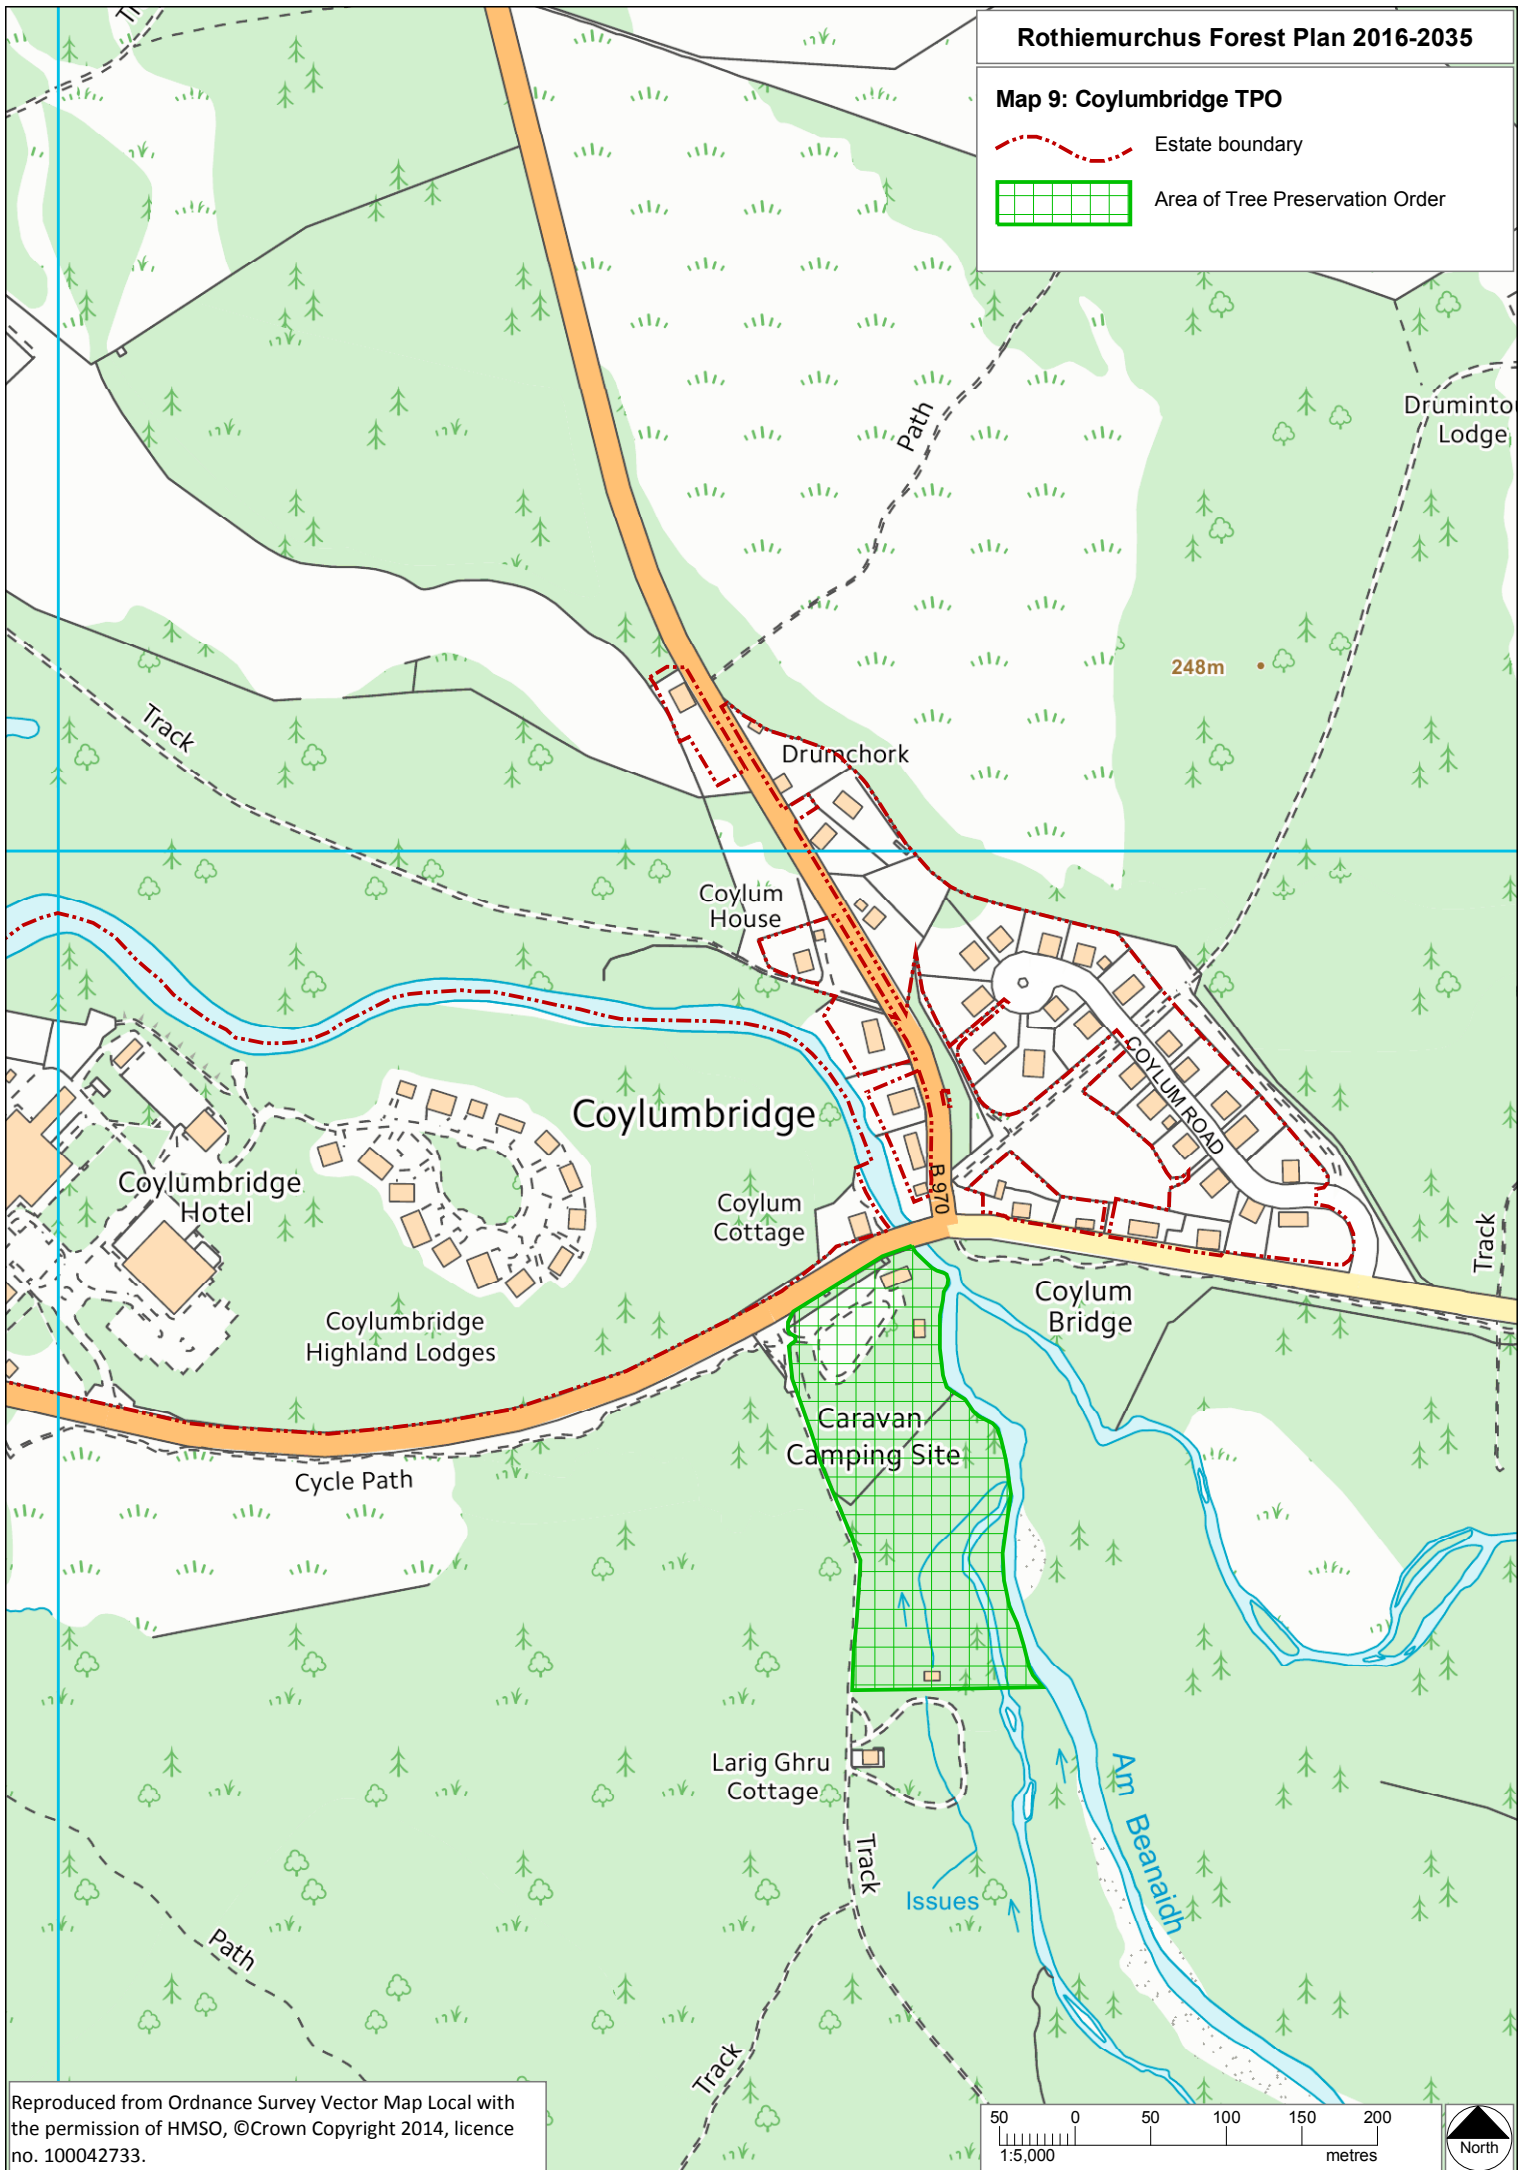 Rothiemurchus Forest Plan 2016-2035
Map 9: Coylumbridge TPO
Estate boundary
Area of Tree Preservation Order
Path
Lodge
248m
Track
Drumchork
Coylum
House
COYLUM ROAD
Coylumbridge
B 970
Coylumbridge
Hotel
Coylum
Cottage
Track
Coylum
Bridge
Coylumbridge
Highland Lodges
Caravan
Camping Site
Cycle Path
Larig Ghru
Cottage
Am Beanaidh
Track
Issues
Path
Track
Reproduced from Ordnance Survey Vector Map Local with
the permission of HMSO, ©Crown Copyright 2014, licence
no. 100042733.
50 0 50 100 150 200
1:5,000 metres
North